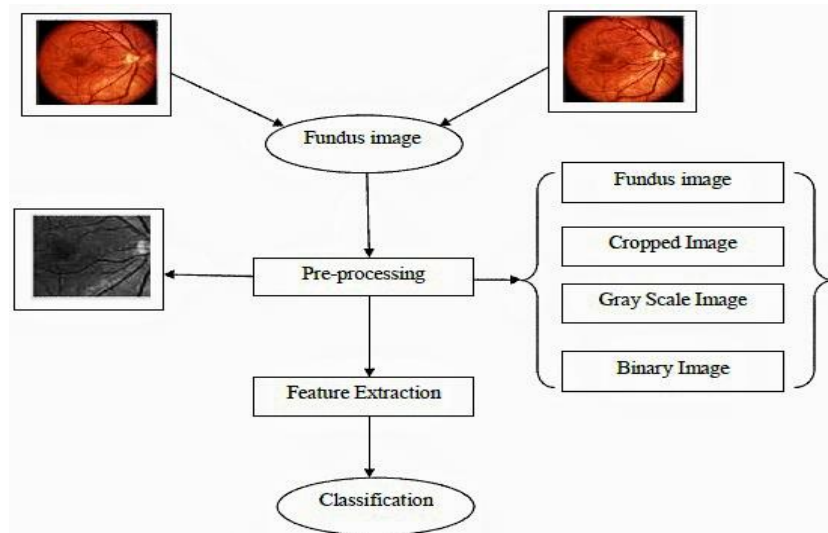 Fundus image
Fundus image
Cropped Image
Pre-processing
Gray Scale Image
Binary Image
Feature Extraction
Classification